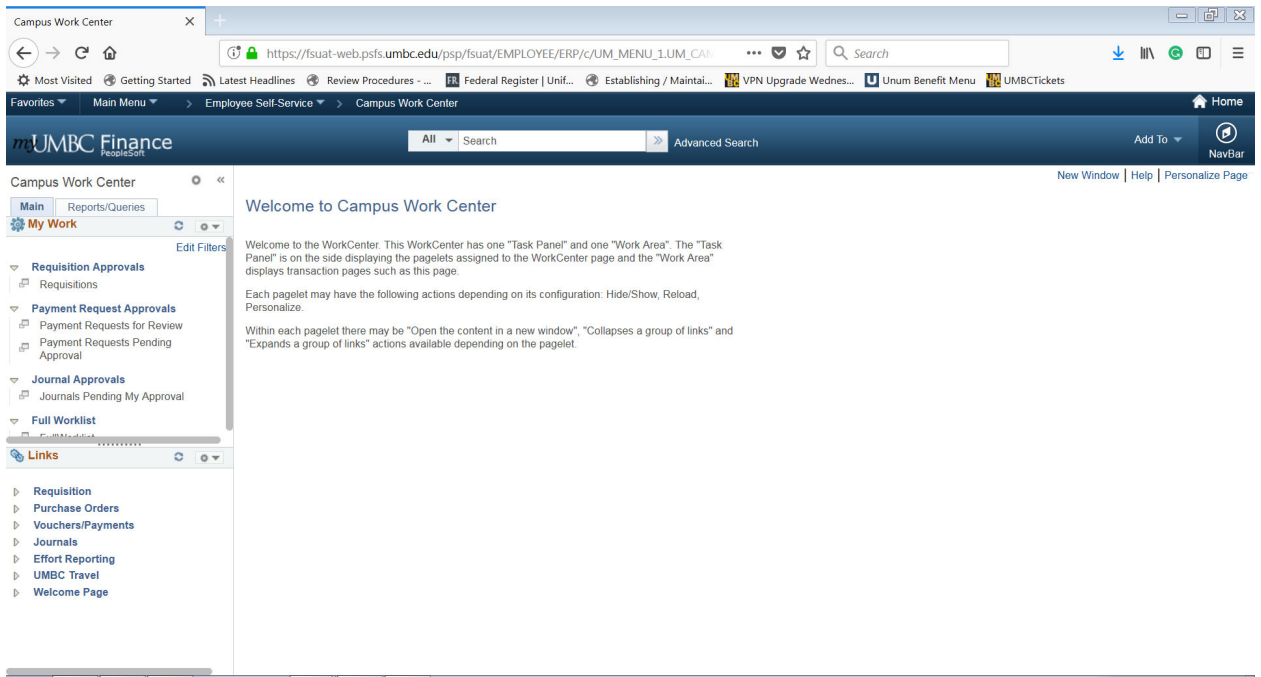 Campus Work Center
https://fsuat-web.psfs.umbc.edu/psp/fsuat/EMPLOYEE/ERP/c/UM_MENU_1.UM_CAM
Search
Most Visited Getting Started Latest Headlines Review Procedures - ... FR Federal Register | Unif... Establishing / Maintai... VPN Upgrade Wednes... U Unum Benefit Menu UMBCTickets
Favorites Main Menu > Employee Self-Service > Campus Work Center Home
myUMBC Finance
PeopleSoft
All Search » Advanced Search
Add To
NavBar
New Window | Help | Personalize Page
Campus Work Center «
Main Reports/Queries
My Work
Edit Filters
Requisition Approvals
Requisitions
Payment Request Approvals
Payment Requests for Review
Payment Requests Pending
Approval
Journal Approvals
Journals Pending My Approval
Full Worklist
Links
Requisition
Purchase Orders
Vouchers/Payments
Journals
Effort Reporting
UMBC Travel
Welcome Page
Welcome to Campus Work Center
Welcome to the WorkCenter. This WorkCenter has one "Task Panel" and one "Work Area". The "Task
Panel" is on the side displaying the pagelets assigned to the WorkCenter page and the "Work Area"
displays transaction pages such as this page.
Each pagelet may have the following actions depending on its configuration: Hide/Show, Reload,
Personalize.
Within each pagelet there may be "Open the content in a new window", "Collapses a group of links" and
"Expands a group of links" actions available depending on the pagelet.